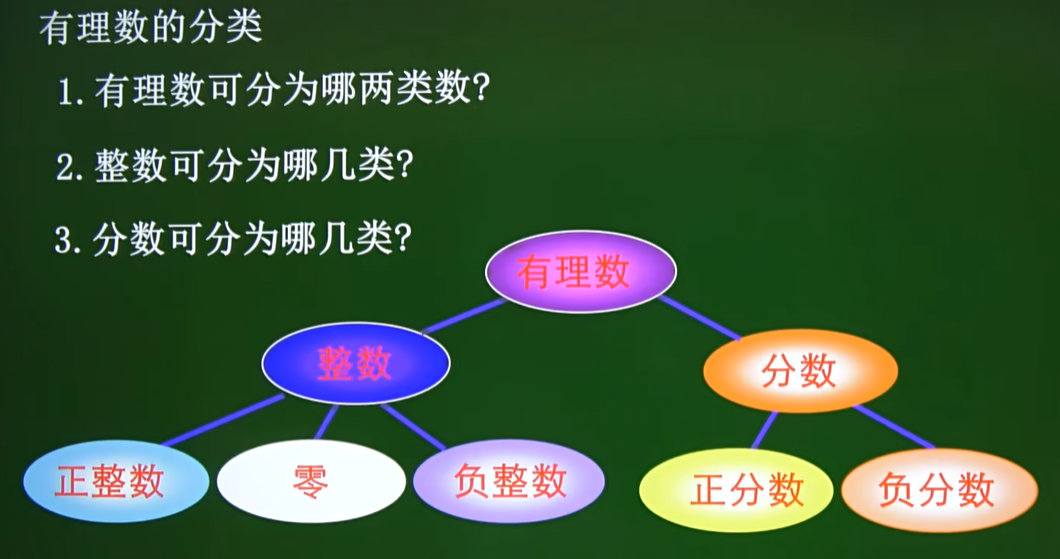 有理数的分类
1.有理数可分为哪两类数?
2.整数可分为哪几类?
3.分数可分为哪几类?
有理数
整数
分数
正整数
零
负整数
正分数
负分数